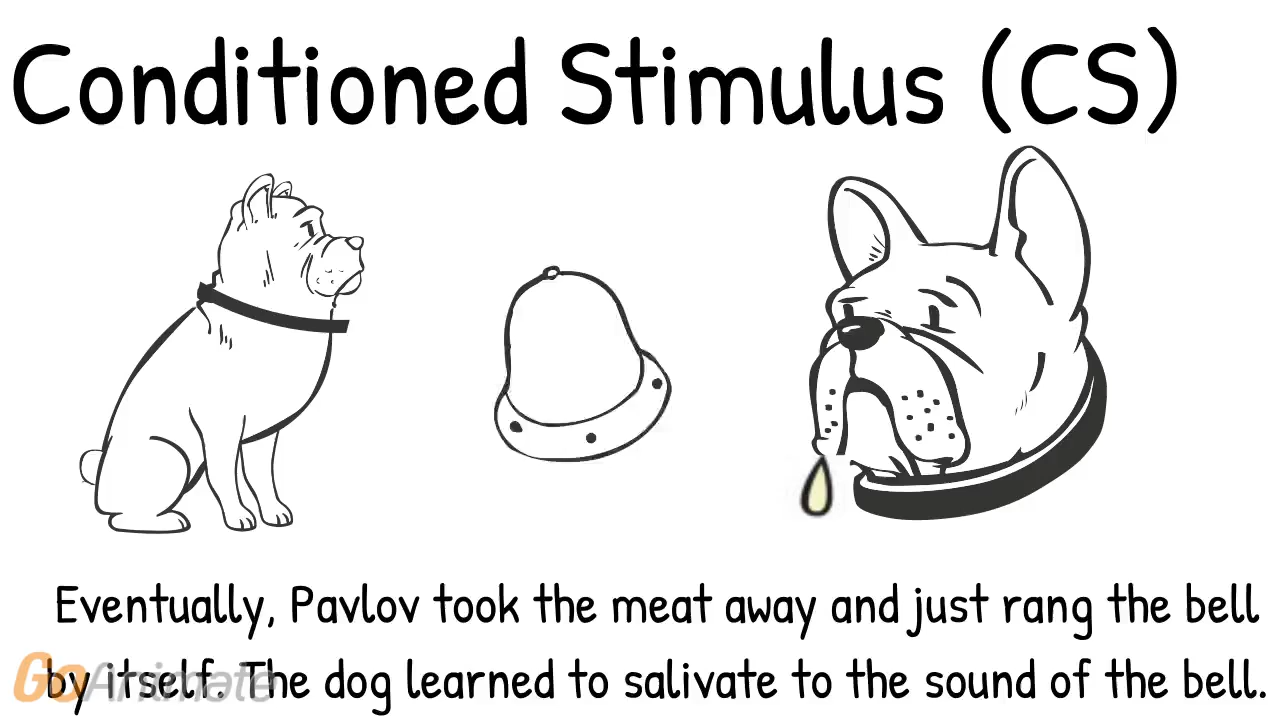 Conditioned Stimulus (CS)
Eventually, Pavlov took the meat away and just rang the bell
by itself. The dog learned to salivate to the sound of the bell.
GoAnimate